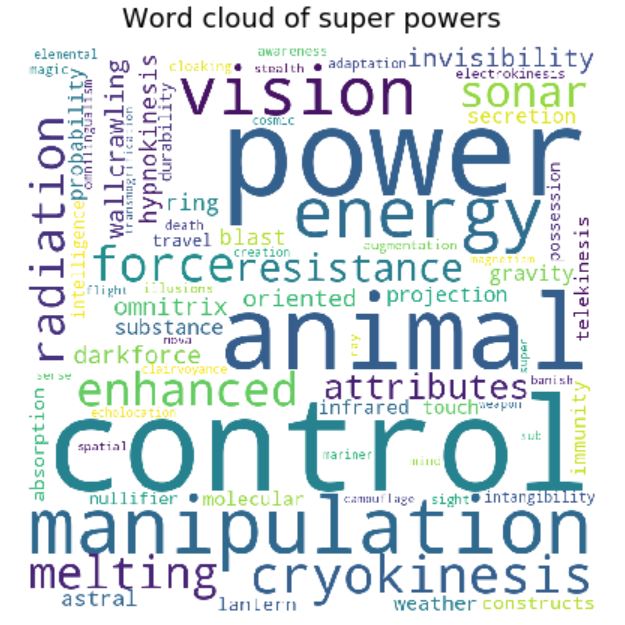 Word cloud of super powers
elemental
awareness
magic
cloaking
stealth
adaptation
invisibility
electrokinesis
vision
sonar
secretion
cosmic
probability
omnilingualism
wallcrawling
transmogrification
hypnokinesis
durability
radiation
intelligence
power
energy
possession
telekinesis
ring
death
travel
blast
creation
augmentation
magnetism
force
resistance
gravity
flight
illusions
omnitrix
oriented
projection
substance
nova
animal
ray
super
darkforce
clairvoyance
sense
enhanced
attributes
banish
echolocation
infrared
touch
weapon
immunity
absorption
control
sub
spatial
mariner
mind
nullifier
molecular
camouflage
sight
intangibility
manipulation
melting
cryokinesis
astral
lantern
weather
constructs